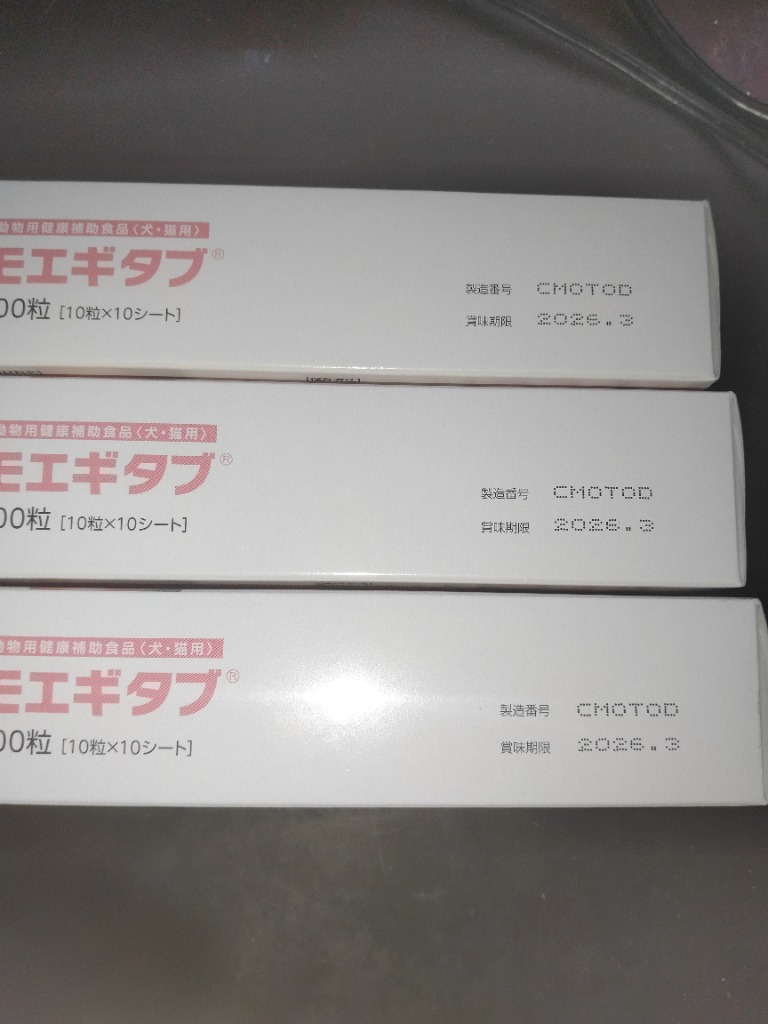 動物用健康補助食品〈犬・猫用〉
モエギタブ®
00粒 [10粒×10シート]
製造番号 CMOTOD
賞味期限 2026.3
動物用健康補助食品〈犬・猫用〉
モエギタブ®
00粒 [10粒×10シート]
製造番号 CMOTOD
賞味期限 2026.3
動物用健康補助食品〈犬・猫用〉
モエギタブ®
00粒 [10粒×10シート]
製造番号 CMOTOD
賞味期限 2026.3